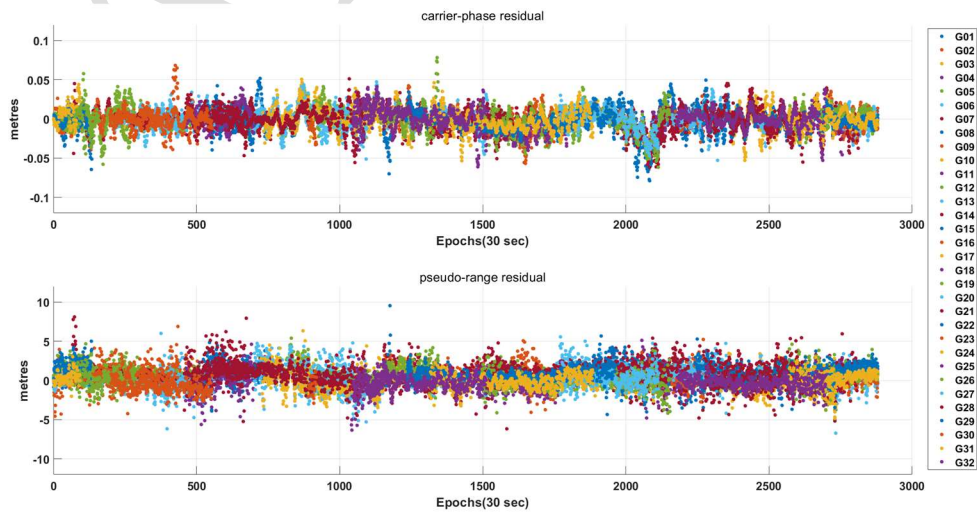 carrier-phase residual
0.1
0.05
0
-0.05
-0.1
metres
0 500 1000 1500 2000 2500 3000
Epochs(30 sec)
pseudo-range residual
10
5
0
-5
-10
metres
0 500 1000 1500 2000 2500 3000
Epochs(30 sec)
G01
G02
G03
G04
G05
G06
G07
G08
G09
G10
G11
G12
G13
G14
G15
G16
G17
G18
G19
G20
G21
G22
G23
G24
G25
G26
G27
G28
G29
G30
G31
G32